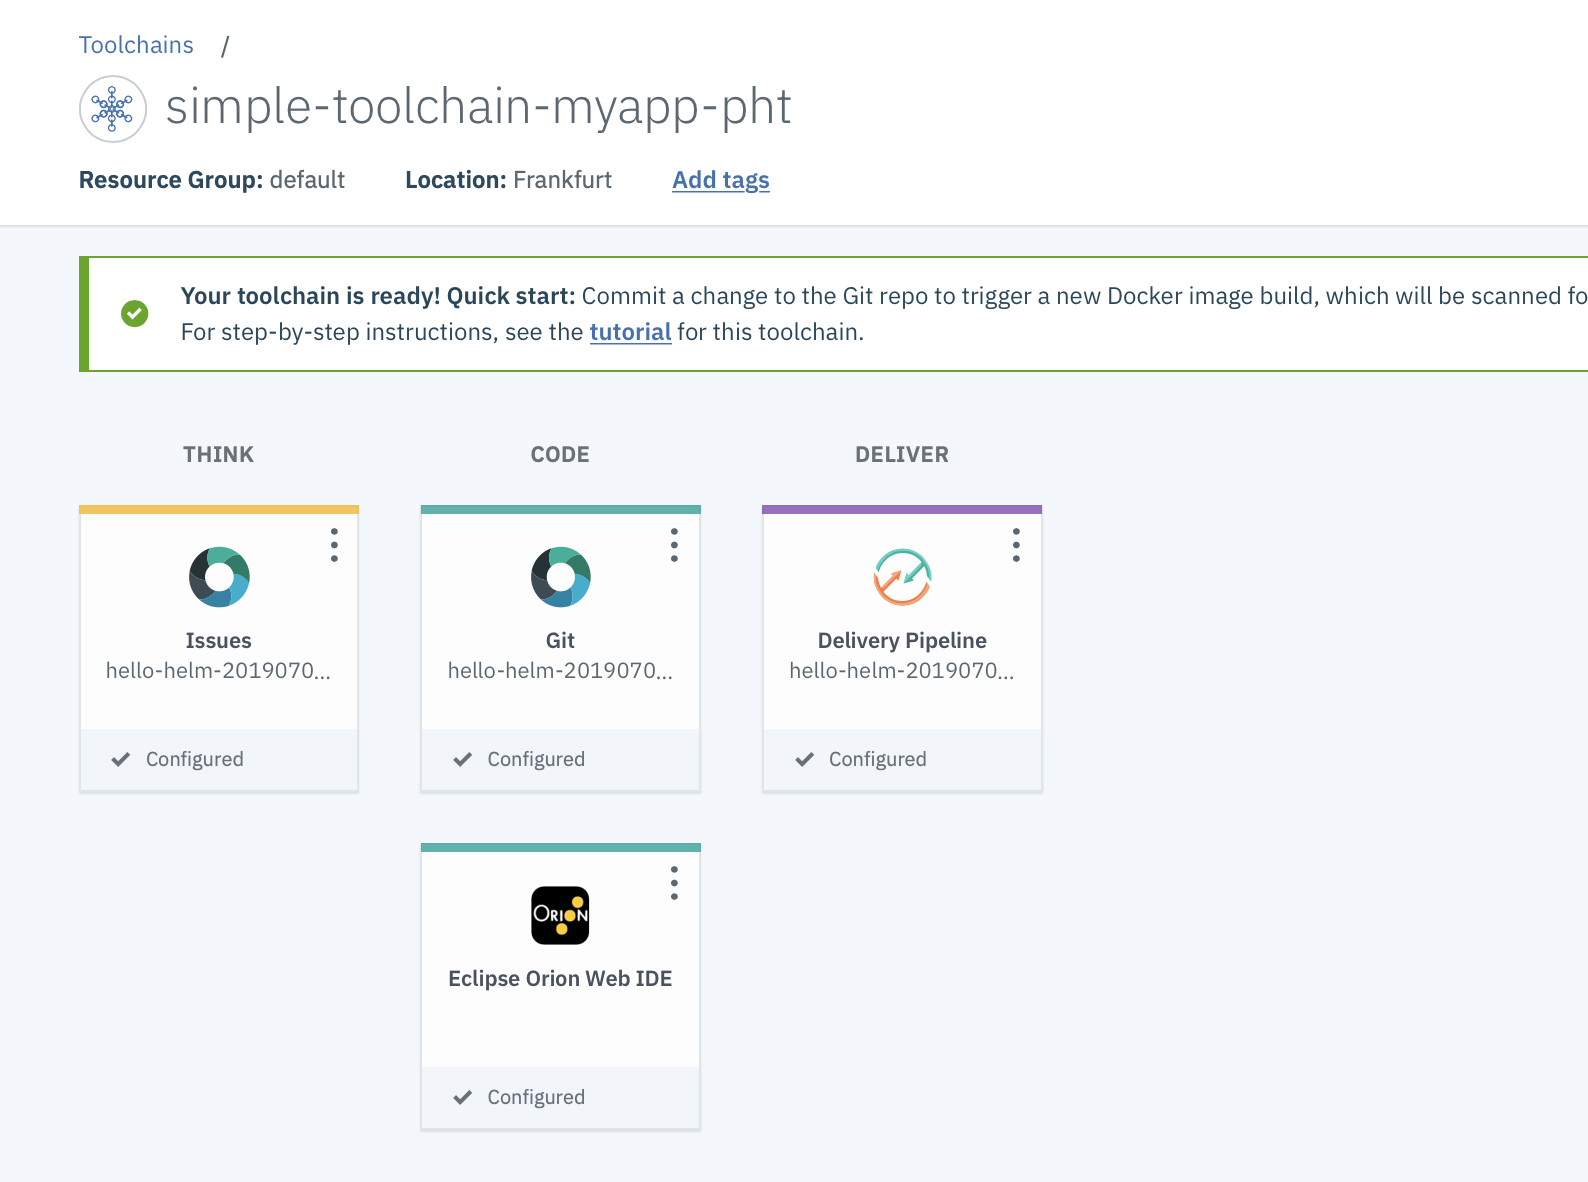 Toolchains /
simple-toolchain-myapp-pht
Resource Group: default Location: Frankfurt Add tags
Your toolchain is ready! Quick start: Commit a change to the Git repo to trigger a new Docker image build, which will be scanned fo
For step-by-step instructions, see the tutorial for this toolchain.
THINK CODE DELIVER
Issues
hello-helm-2019070...
Configured
Git
hello-helm-2019070...
Configured
Delivery Pipeline
hello-helm-2019070...
Configured
ORION
Eclipse Orion Web IDE
Configured